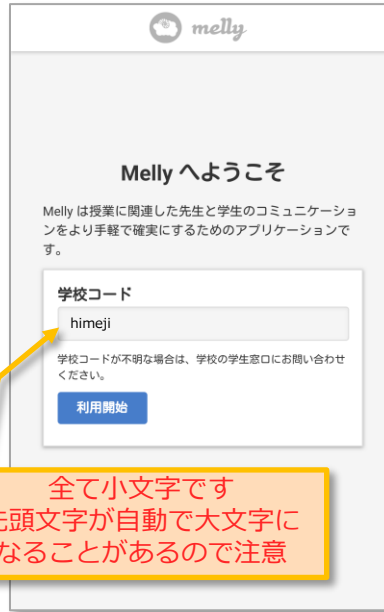 melly
Melly へようこそ
Melly は授業に関連した先生と学生のコミュニケーショ
ンをより手軽で確実にするためのアプリケーションで
す。
学校コード
himeji
学校コードが不明な場合は、学校の学生窓口にお問い合わせ
ください。
利用開始
全て小文字です
先頭文字が自動で大文字に
なることがあるので注意